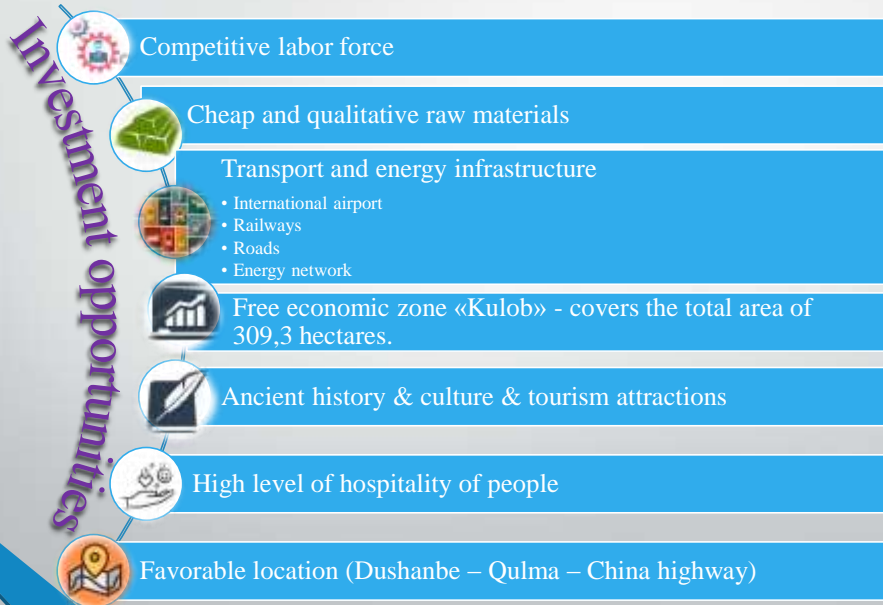 Investment opportunities
Competitive labor force
Cheap and qualitative raw materials
Transport and energy infrastructure
• International airport
• Railways
• Roads
• Energy network
Free economic zone «Kulob» - covers the total area of
309,3 hectares.
Ancient history & culture & tourism attractions
High level of hospitality of people
Favorable location (Dushanbe – Qulma – China highway)